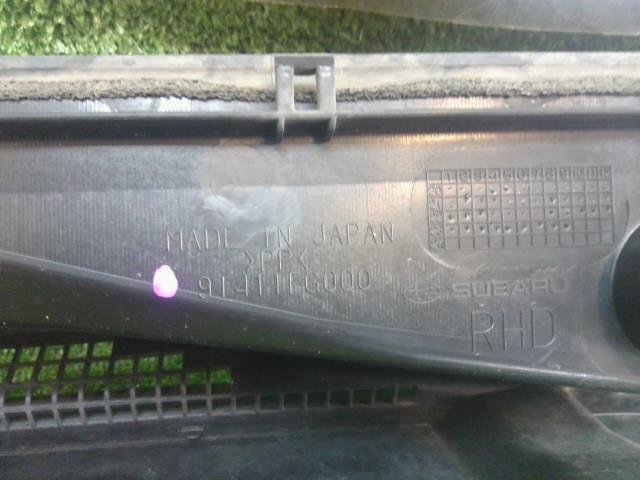 MADE IN JAPAN
>PP<
91411FG000
SUBARU
RHD